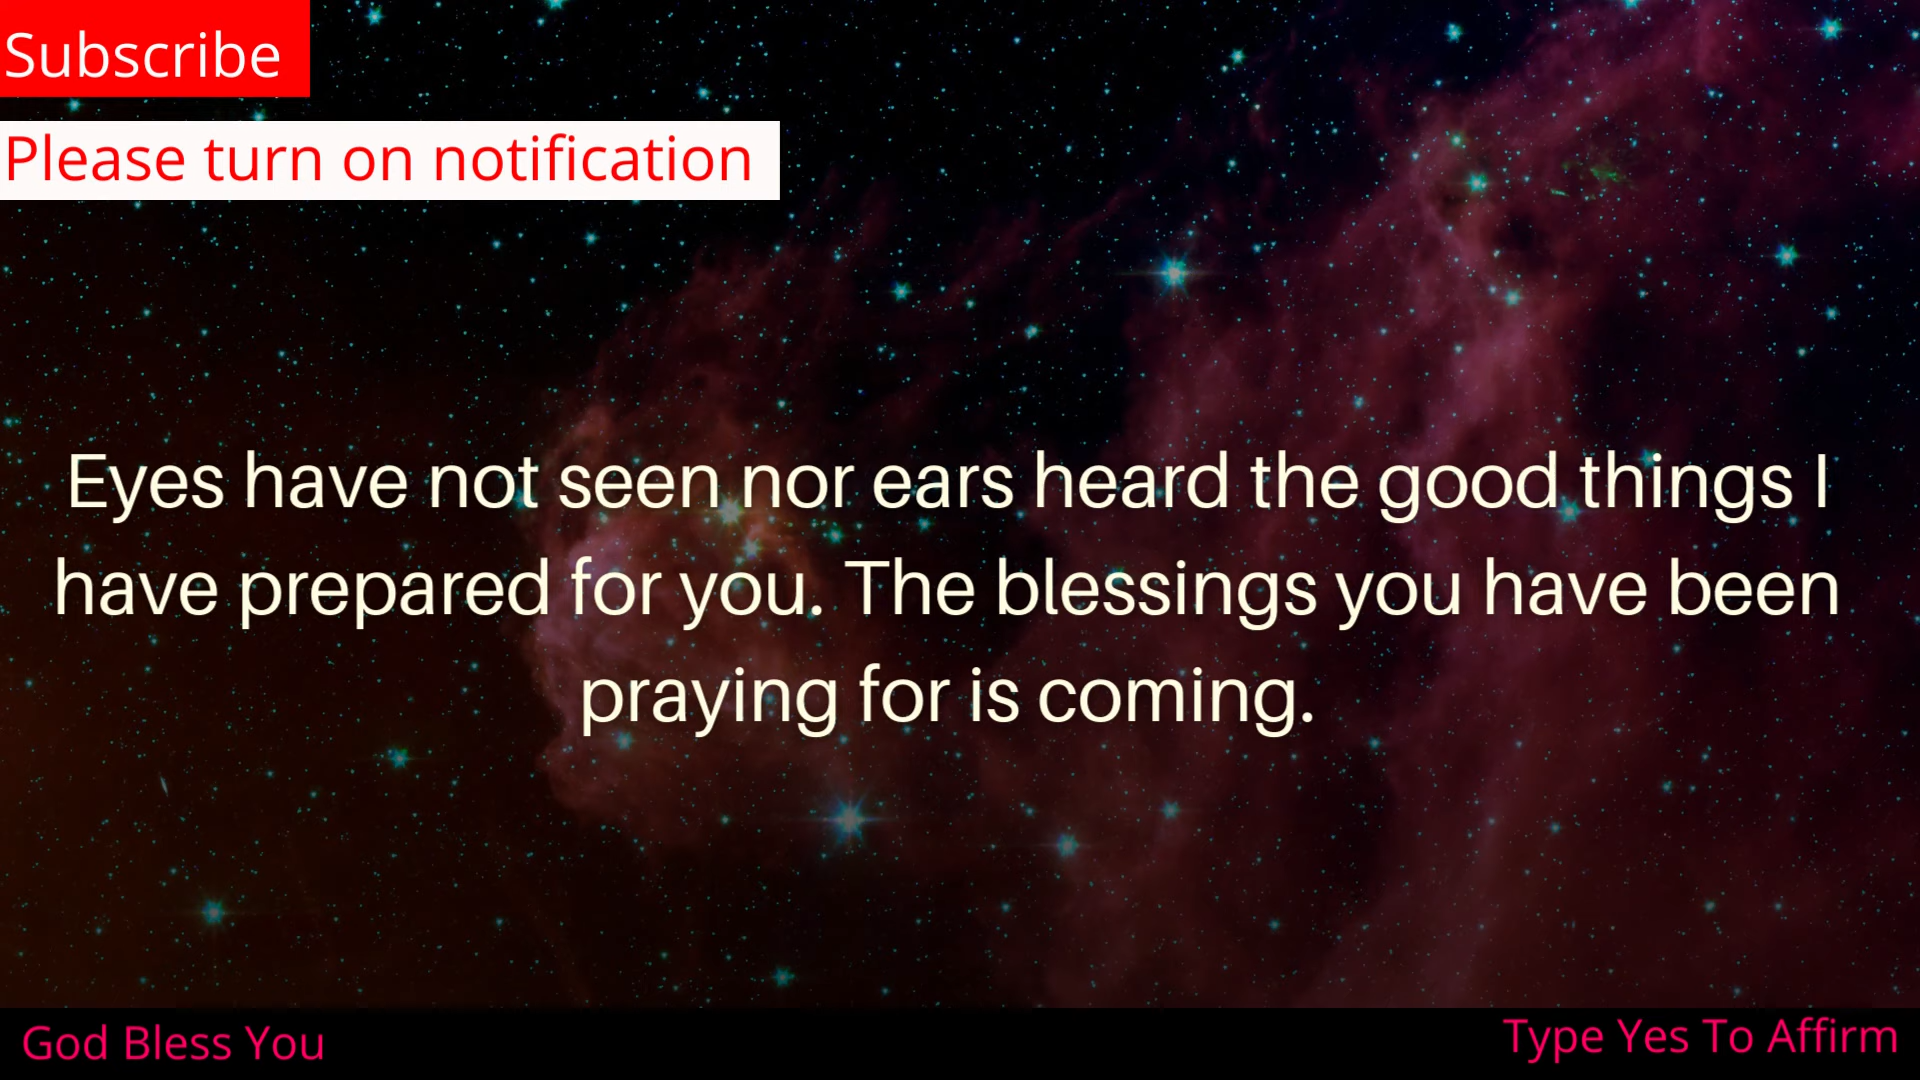 Subscribe
Please turn on notification
Eyes have not seen nor ears heard the good things I
have prepared for you. The blessings you have been
praying for is coming.
God Bless You
Type Yes To Affirm